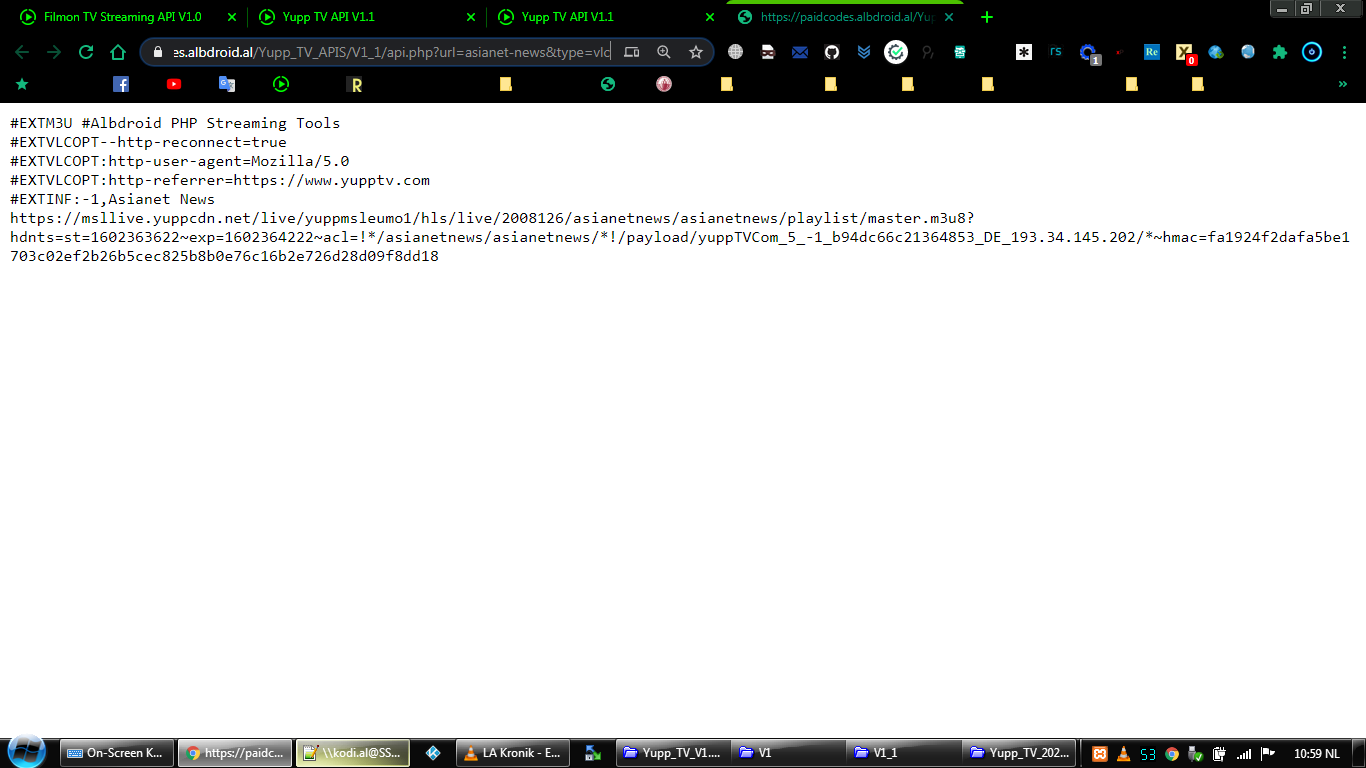 Filmon TV Streaming API V1.0
Yupp TV API V1.1
Yupp TV API V1.1
https://paidcodes.albdroid.al/Yup
es.albdroid.al/Yupp_TV_APIS/V1_1/api.php?url=asianet-news&type=vlc
#EXTM3U #Albdroid PHP Streaming Tools
#EXTVLCOPT--http-reconnect=true
#EXTVLCOPT:http-user-agent=Mozilla/5.0
#EXTVLCOPT:http-referrer=https://www.yupptv.com
#EXTINF:-1,Asianet News
https://msllive.yuppcdn.net/live/yuppmsleumo1/hls/live/2008126/asianetnews/asianetnews/playlist/master.m3u8?
hdnts=st=1602363622~exp=1602364222~acl=!*/asianetnews/asianetnews/*!/payload/yuppTVCom_5_-1_b94dc66c21364853_DE_193.34.145.202/*~hmac=fa1924f2dafa5be1
703c02ef2b26b5cec825b8b0e76c16b2e726d28d09f8dd18
On-Screen K...
https://paidc...
\\kodi.al@SS...
LA Kronik - E...
Yupp_TV_V1....
V1
V1_1
Yupp_TV_202...
53
10:59 NL